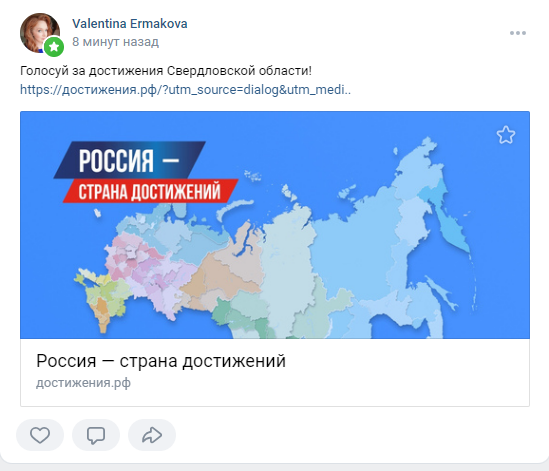 Valentina Ermakova
8 минут назад
Голосуй за достижения Свердловской области!
https://достижения.рф/?utm_source=dialog&utm_medi..
РОССИЯ —
СТРАНА ДОСТИЖЕНИЙ
Россия — страна достижений
достижения.рф